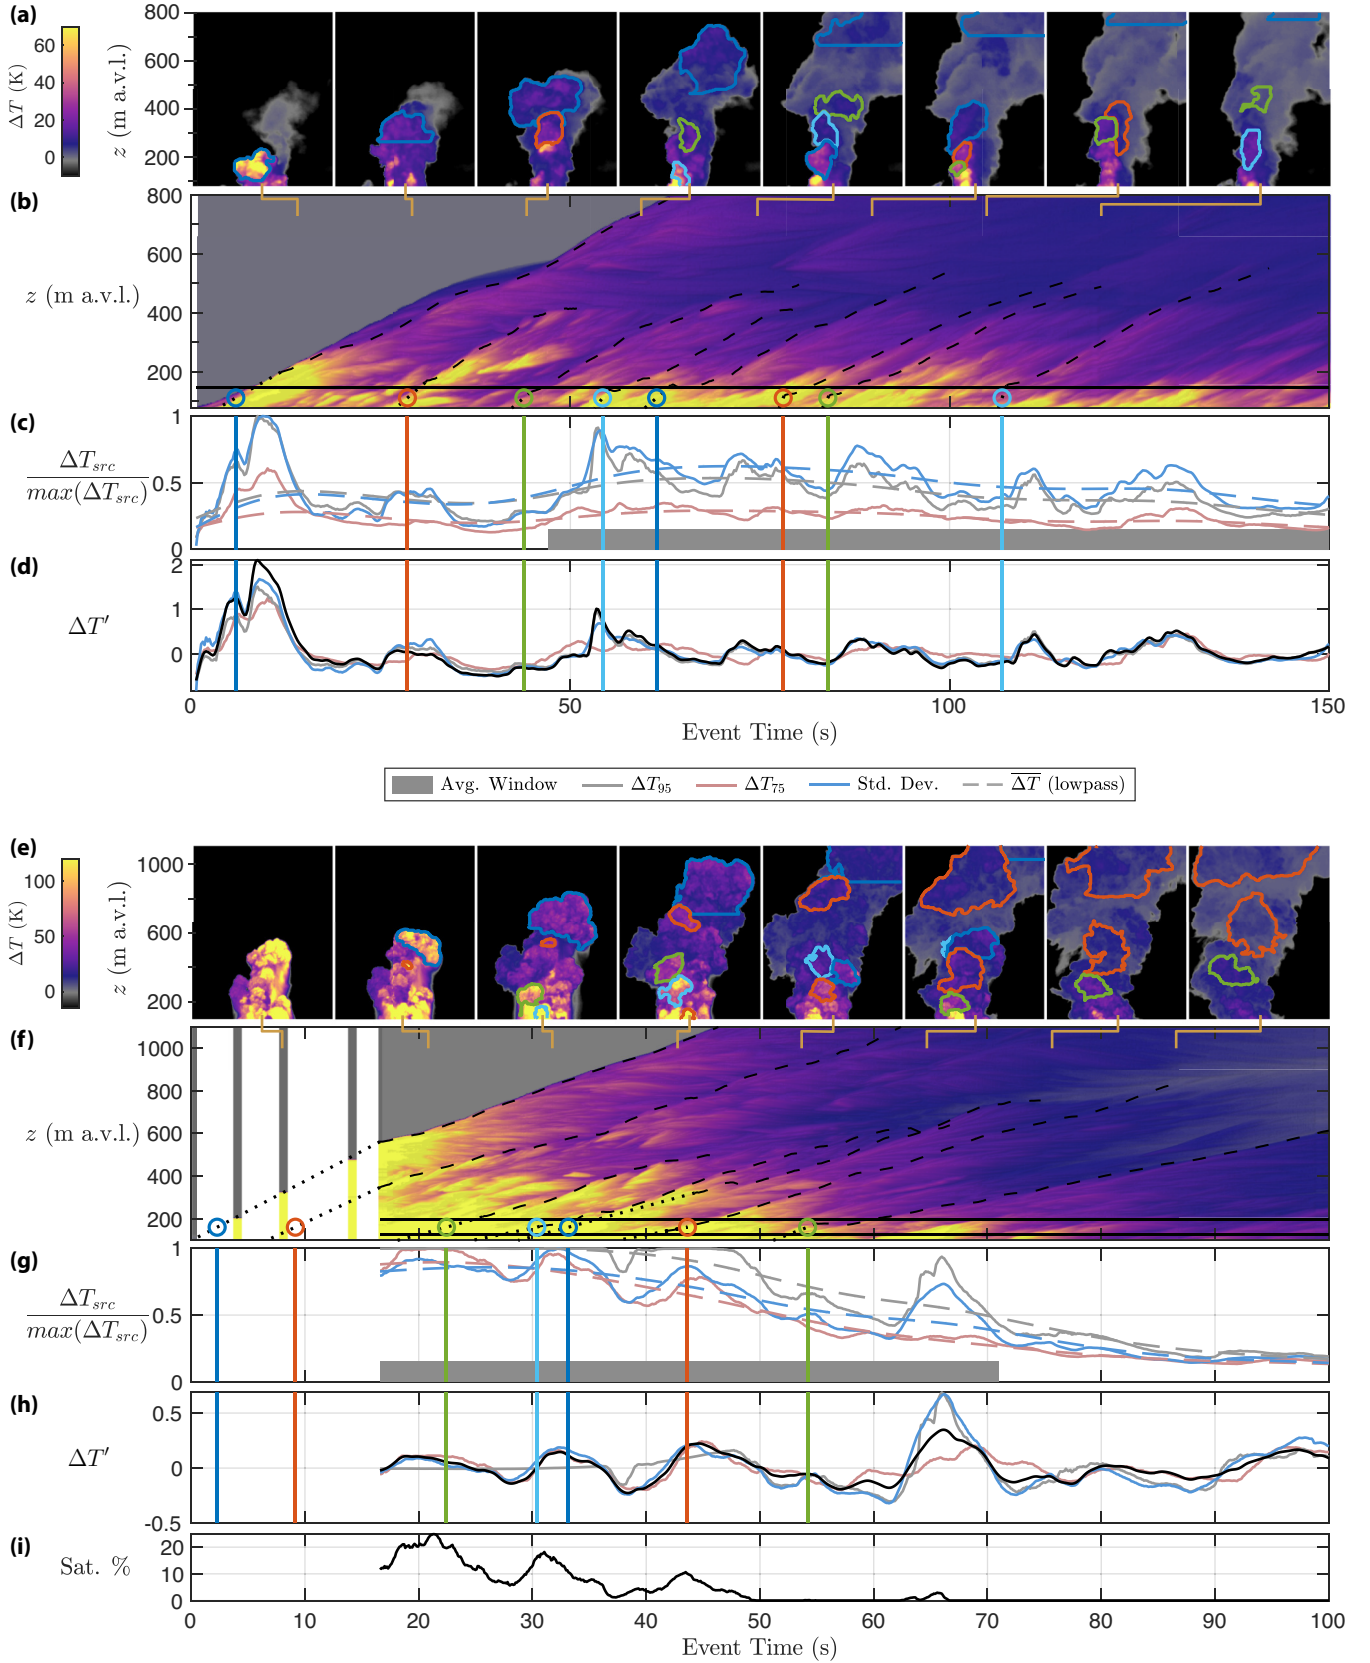 (a)
ΔT (K)
60
40
20
0
z (m a.v.l.)
800
600
400
200
(b)
z (m a.v.l.)
800
600
400
200
(c)
ΔT_src
max(ΔT_src)
1
0.5
0
(d)
ΔT′
2
1
0
0 50 100 150
Event Time (s)
Avg. Window ΔT_95 ΔT_75 Std. Dev. \overline{ΔT} (lowpass)
(e)
ΔT (K)
100
50
0
z (m a.v.l.)
1000
600
200
(f)
z (m a.v.l.)
1000
800
600
400
200
(g)
ΔT_src
max(ΔT_src)
1
0.5
0
(h)
ΔT′
0.5
0
-0.5
(i)
Sat. %
20
10
0
0 10 20 30 40 50 60 70 80 90 100
Event Time (s)